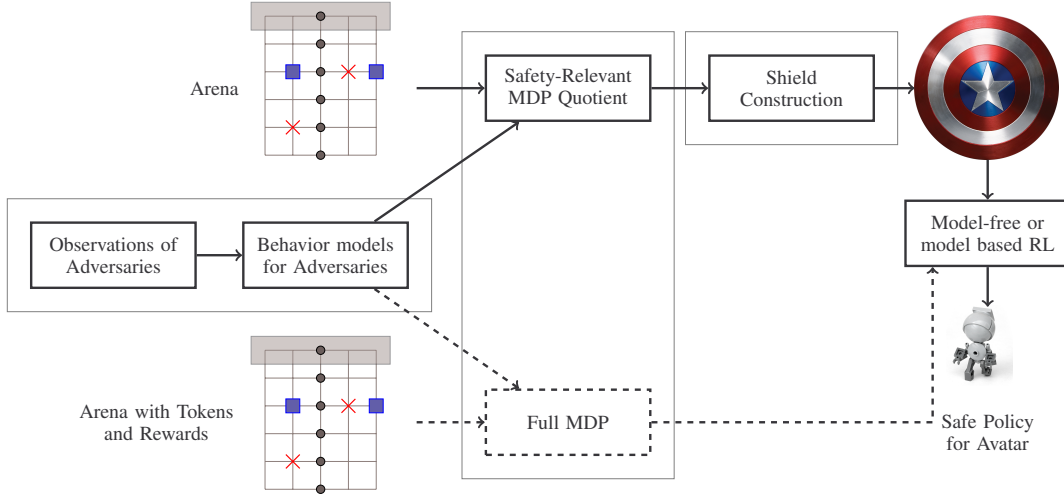 Arena
Safety-Relevant
MDP Quotient
Shield
Construction
Observations of
Adversaries
Behavior models
for Adversaries
Model-free or
model based RL
Arena with Tokens
and Rewards
Full MDP
Safe Policy
for Avatar